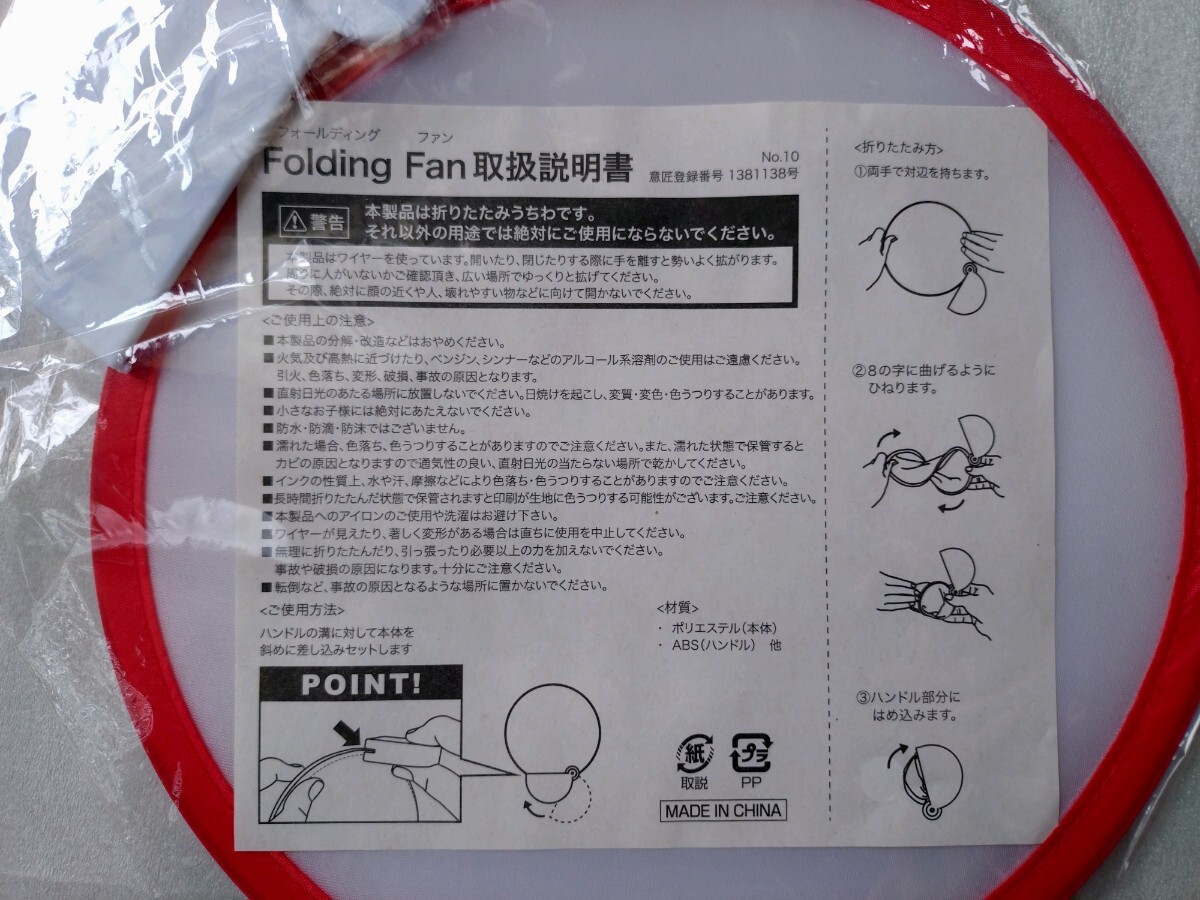 フォールディング ファン
Folding Fan 取扱説明書
No.10
意匠登録番号 1381138号
警告
本製品は折りたたみうちわです。
それ以外の用途では絶対にご使用にならないでください。
本製品はワイヤーを使っています。開いたり、閉じたりする際に手を離すと勢いよく拡がります。
周りに人がいないかご確認頂き、広い場所でゆっくりと拡げてください。
その際、絶対に顔の近くや人、壊れやすい物などに向けて開かないでください。
<ご使用上の注意>
■本製品の分解・改造などはおやめください。
■火気及び高熱に近づけたり、ベンジン、シンナーなどのアルコール系溶剤のご使用はご遠慮ください。
引火、色落ち、変形、破損、事故の原因となります。
■直射日光のあたる場所に放置しないでください。日焼けを起こし、変質・変色・色うつりすることがあります。
■小さなお子様には絶対にあたえないでください。
■防水・防滴・防沫ではございません。
■濡れた場合、色落ち、色うつりすることがありますのでご注意ください。また、濡れた状態で保管すると
カビの原因となりますので通気性の良い、直射日光の当たらない場所で乾かしてください。
■インクの性質上、水や汗、摩擦などにより色落ち・色うつりすることがありますのでご注意ください。
■長時間折りたたんだ状態で保管されますと印刷が生地に色うつりする可能性がございます。ご注意ください。
■本製品へのアイロンのご使用や洗濯はお避け下さい。
■ワイヤーが見えたり、著しく変形がある場合は直ちに使用を中止してください。
■無理に折りたたんだり、引っ張ったり必要以上の力を加えないでください。
事故や破損の原因になります。十分にご注意ください。
■転倒など、事故の原因となるような場所に置かないでください。
<ご使用方法>
ハンドルの溝に対して本体を
斜めに差し込みセットします
POINT!
<材質>
・ ポリエステル(本体)
・ ABS(ハンドル) 他
紙
取説
プラ
PP
MADE IN CHINA
<折りたたみ方>
①両手で対辺を持ちます。
②8の字に曲げるように
ひねります。
③ハンドル部分に
はめ込みます。